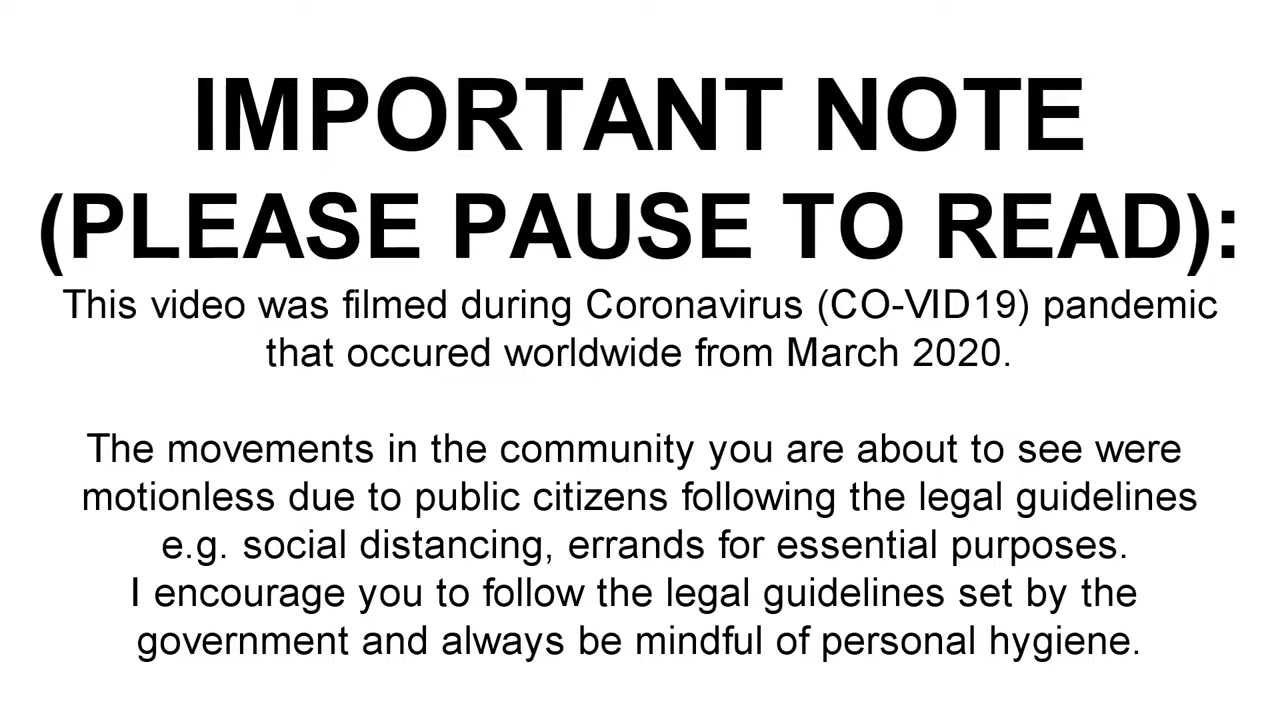 IMPORTANT NOTE
(PLEASE PAUSE TO READ):
This video was filmed during Coronavirus (CO-VID19) pandemic
that occured worldwide from March 2020.
The movements in the community you are about to see were
motionless due to public citizens following the legal guidelines
e.g. social distancing, errands for essential purposes.
I encourage you to follow the legal guidelines set by the
government and always be mindful of personal hygiene.